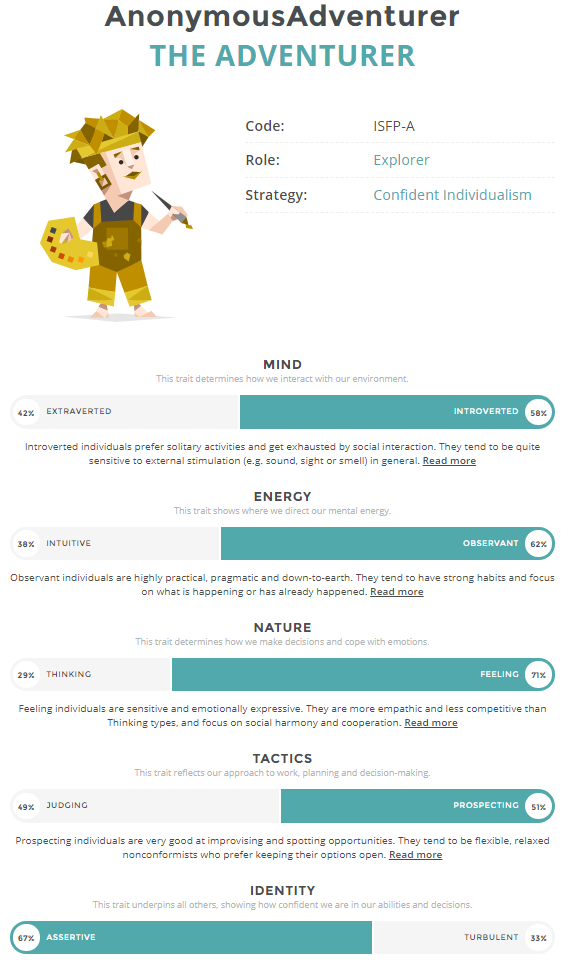 AnonymousAdventurer
THE ADVENTURER
Code: ISFP-A
Role: Explorer
Strategy: Confident Individualism
MIND
This trait determines how we interact with our environment.
42% EXTRAVERTED INTROVERTED 58%
Introverted individuals prefer solitary activities and get exhausted by social interaction. They tend to be quite
sensitive to external stimulation (e.g. sound, sight or smell) in general. Read more
ENERGY
This trait shows where we direct our mental energy.
38% INTUITIVE OBSERVANT 62%
Observant individuals are highly practical, pragmatic and down-to-earth. They tend to have strong habits and focus
on what is happening or has already happened. Read more
NATURE
This trait determines how we make decisions and cope with emotions.
29% THINKING FEELING 71%
Feeling individuals are sensitive and emotionally expressive. They are more empathic and less competitive than
Thinking types, and focus on social harmony and cooperation. Read more
TACTICS
This trait reflects our approach to work, planning and decision-making.
49% JUDGING PROSPECTING 51%
Prospecting individuals are very good at improvising and spotting opportunities. They tend to be flexible, relaxed
nonconformists who prefer keeping their options open. Read more
IDENTITY
This trait underpins all others, showing how confident we are in our abilities and decisions.
67% ASSERTIVE TURBULENT 33%